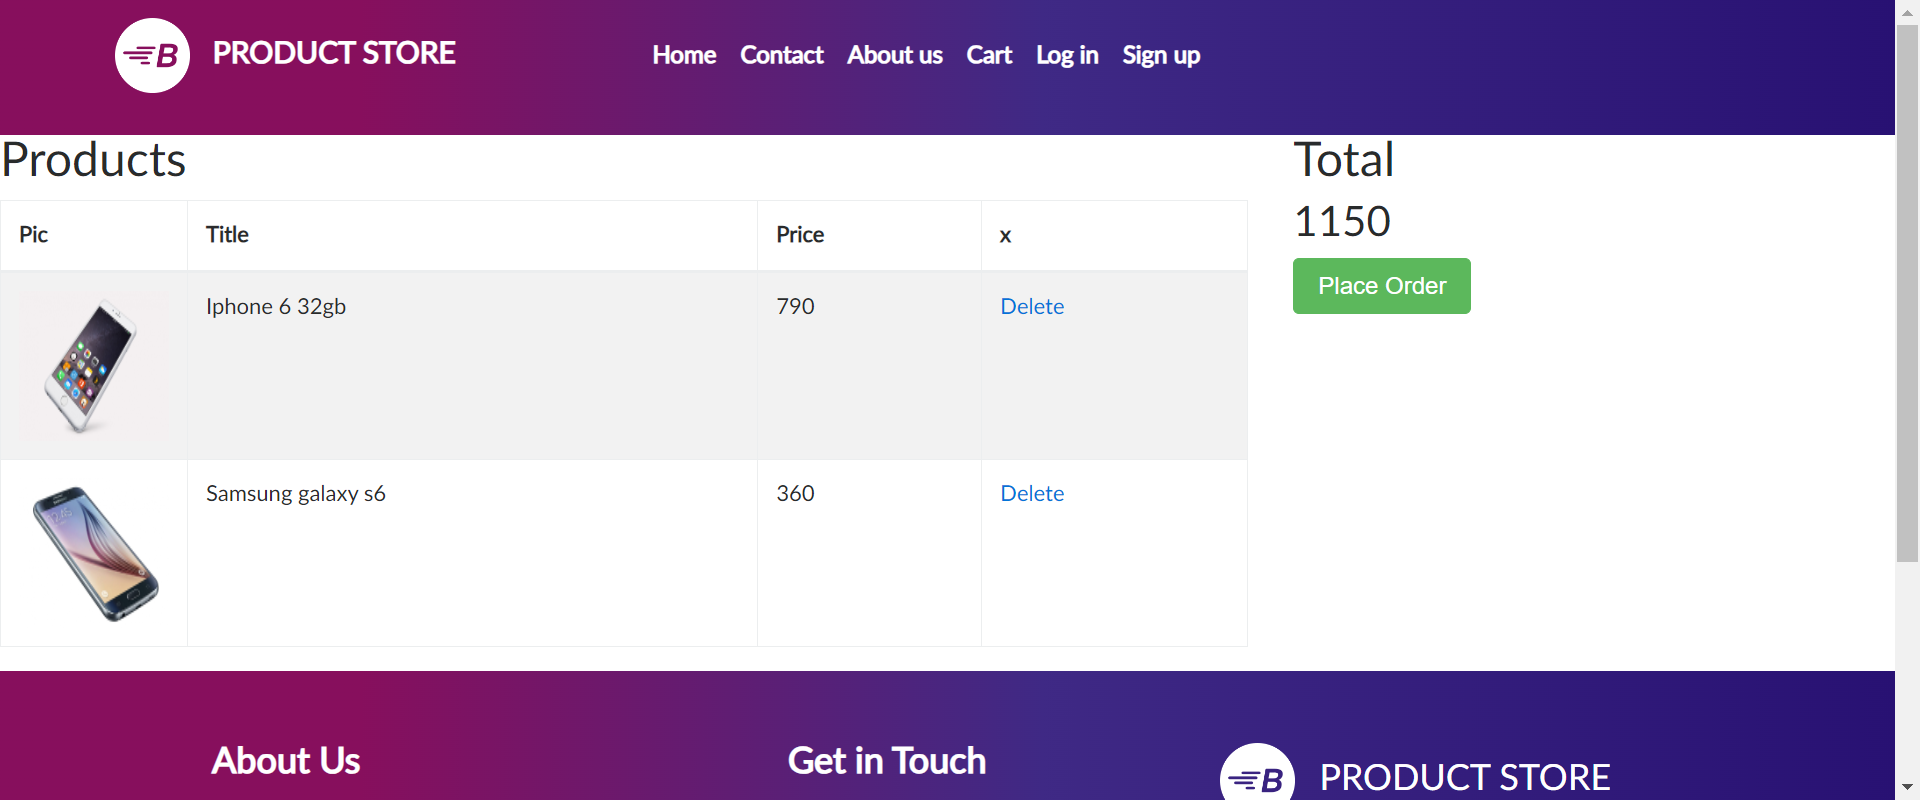 B PRODUCT STORE Home Contact About us Cart Log in Sign up
Products
Total
Pic Title Price x
1150
Place Order
Iphone 6 32gb 790 Delete
Samsung galaxy s6 360 Delete
About Us Get in Touch B PRODUCT STORE